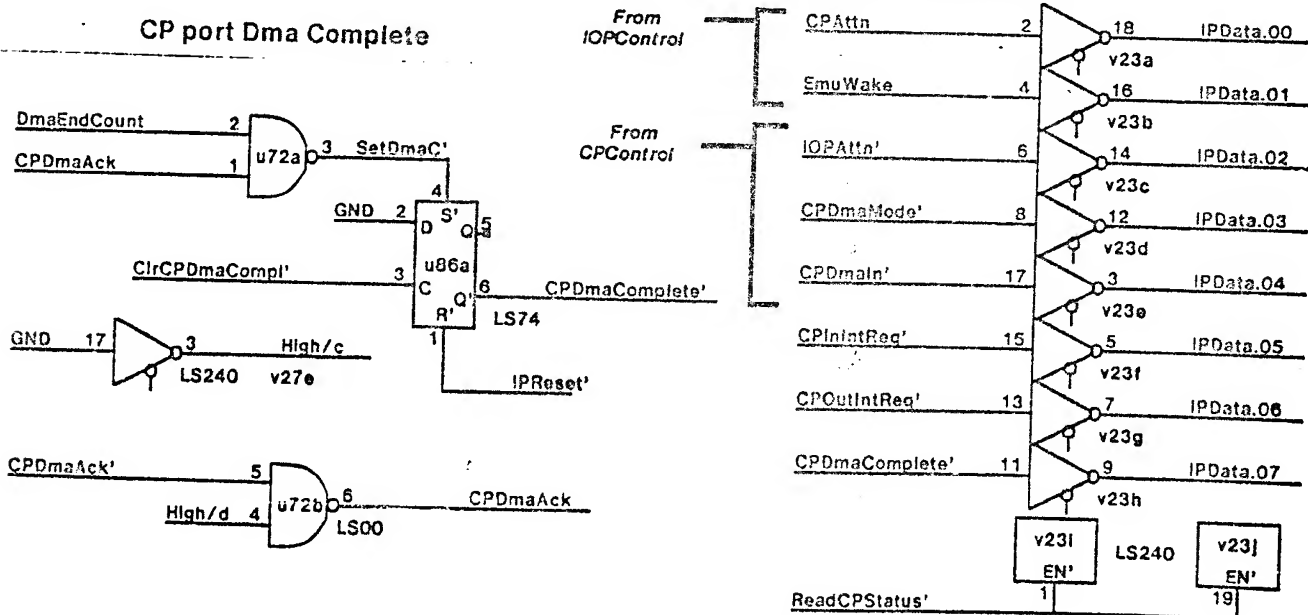 CP port Dma Complete
DmaEndCount 2
CPDmaAck 1
u72a
3 SetDmaC'
4
GND 2
S'
D
Q
5
u86a
ClrCPDmaCompl' 3
C
Q'
6 CPDmaComplete'
R'
LS74
1
IPReset'
GND 17
3 High/c
LS240 v27e
CPDmaAck' 5
High/d 4
u72b
6 CPDmaAck
LS00
From
IOPControl
From
CPControl
CPAttn 2 18 IPData.00
v23a
EmuWake 4 16 IPData.01
v23b
IOPAttn' 6 14 IPData.02
v23c
CPDmaMode' 8 12 IPData.03
v23d
CPDmaIn' 17 3 IPData.04
v23e
CPInIntReq' 15 5 IPData.05
v23f
CPOutIntReq' 13 7 IPData.06
v23g
CPDmaComplete' 11 9 IPData.07
v23h
v23i LS240 v23j
EN' EN'
1 19
ReadCPStatus'